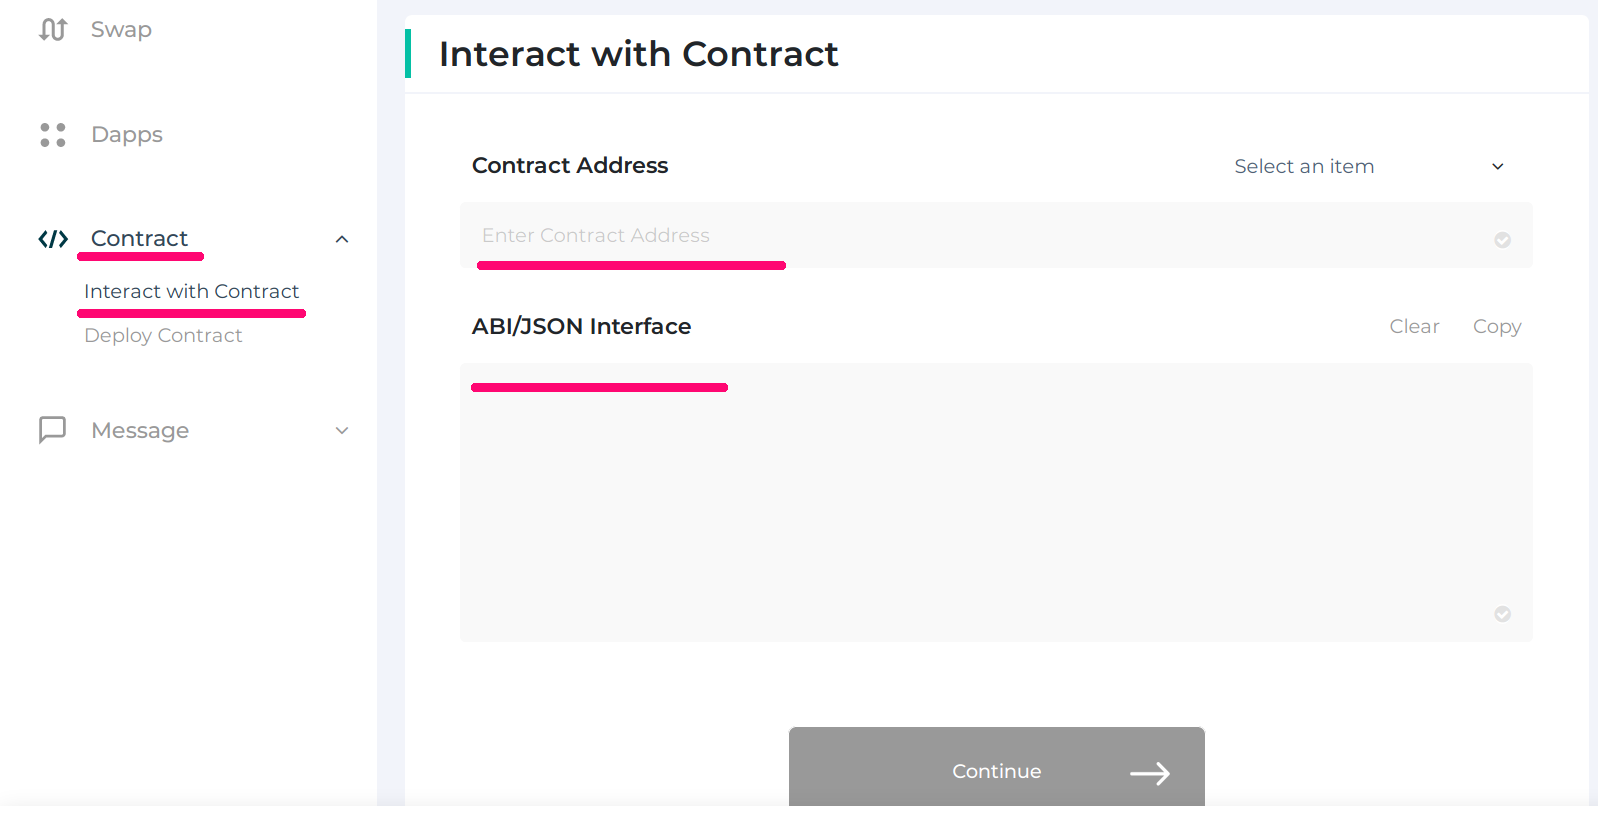 Swap
Dapps
Contract
Interact with Contract
Deploy Contract
Message
Interact with Contract
Contract Address
Select an item
Enter Contract Address
ABI/JSON Interface
Clear
Copy
Continue